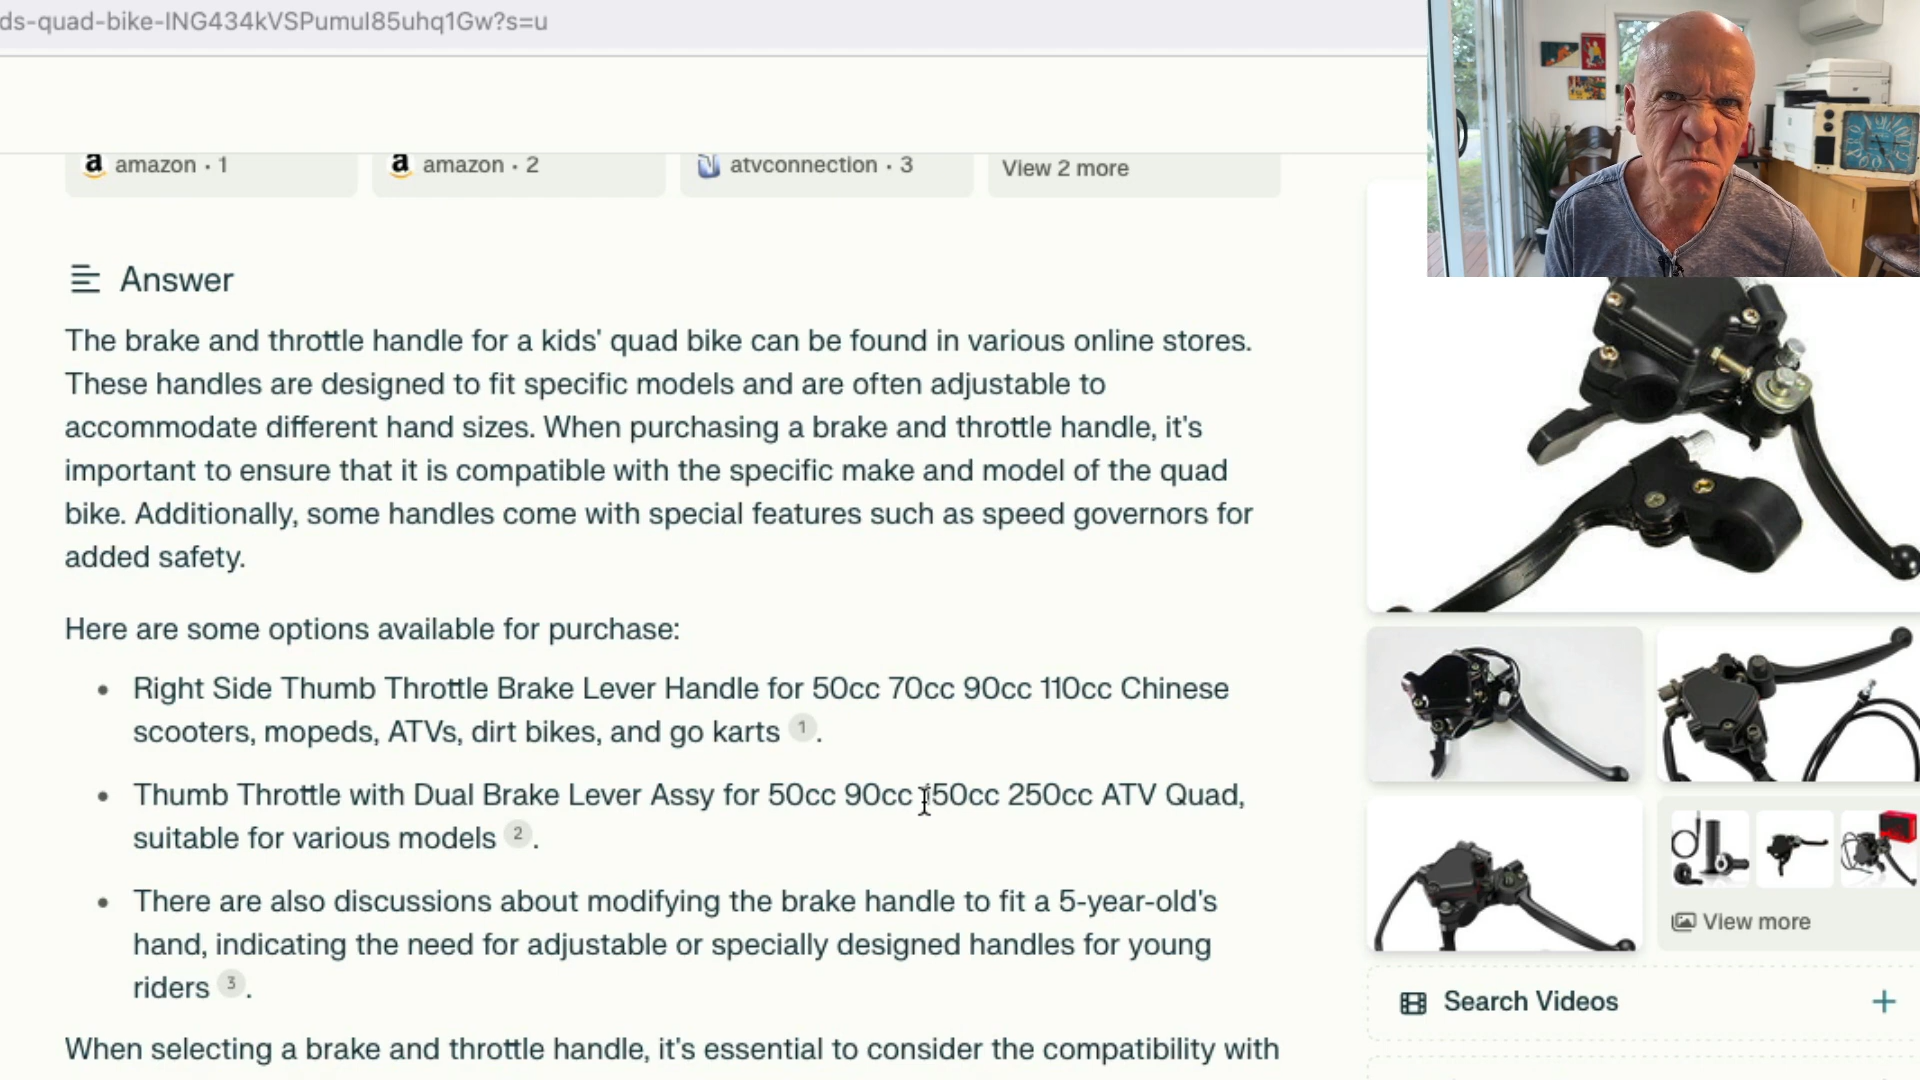 ds-quad-bike-ING434kVSPumul85uhq1Gw?s=u
amazon · 1
amazon · 2
atvconnection · 3
View 2 more
Answer
The brake and throttle handle for a kids' quad bike can be found in various online stores.
These handles are designed to fit specific models and are often adjustable to
accommodate different hand sizes. When purchasing a brake and throttle handle, it's
important to ensure that it is compatible with the specific make and model of the quad
bike. Additionally, some handles come with special features such as speed governors for
added safety.
Here are some options available for purchase:
• Right Side Thumb Throttle Brake Lever Handle for 50cc 70cc 90cc 110cc Chinese
scooters, mopeds, ATVs, dirt bikes, and go karts 1.
• Thumb Throttle with Dual Brake Lever Assy for 50cc 90cc 150cc 250cc ATV Quad,
suitable for various models 2.
• There are also discussions about modifying the brake handle to fit a 5-year-old's
hand, indicating the need for adjustable or specially designed handles for young
riders 3.
When selecting a brake and throttle handle, it's essential to consider the compatibility with
View more
Search Videos